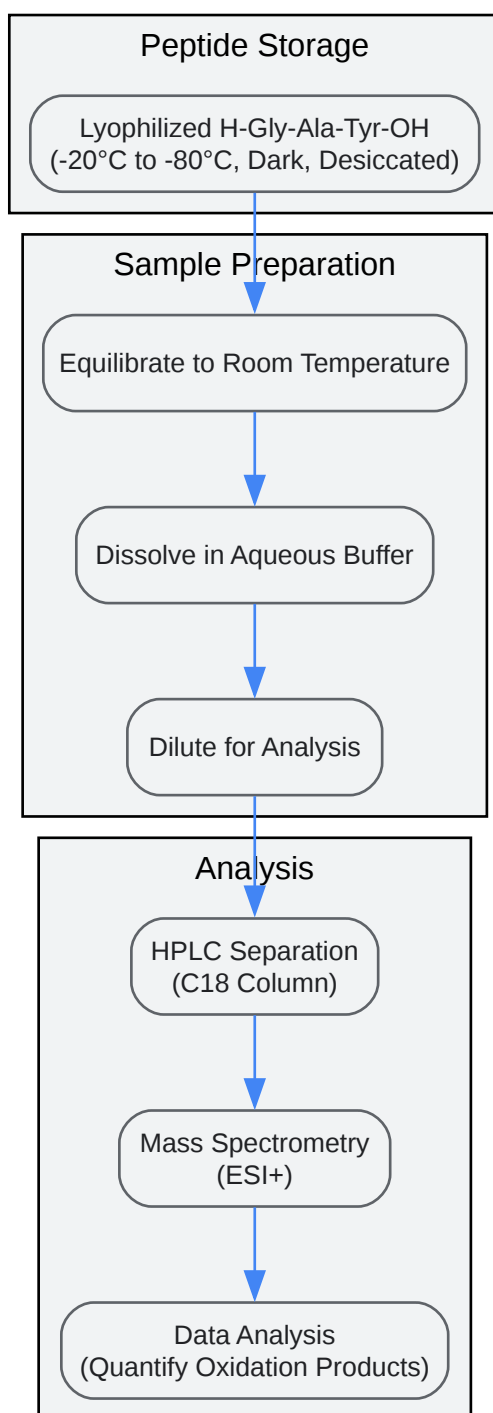 Peptide Storage
Lyophilized H-Gly-Ala-Tyr-OH
(-20°C to -80°C, Dark, Desiccated)
Sample Preparation
Equilibrate to Room Temperature
Dissolve in Aqueous Buffer
Dilute for Analysis
Analysis
HPLC Separation
(C18 Column)
Mass Spectrometry
(ESI+)
Data Analysis
(Quantify Oxidation Products)